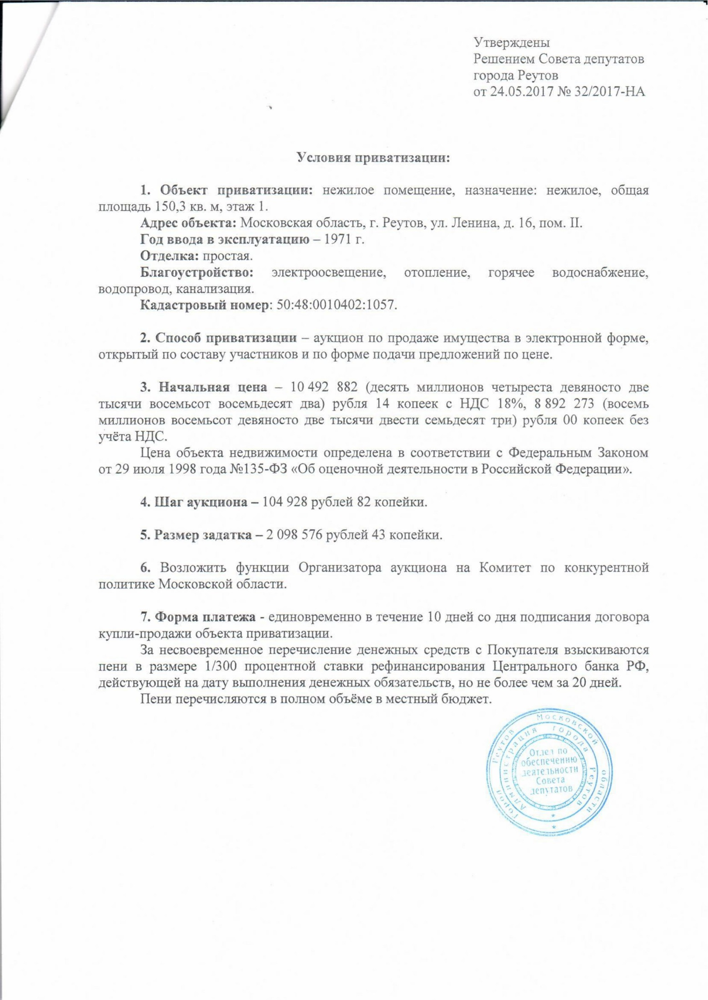 Утверждены
Решением Совета депутатов
города Реутов
от 24.05.2017 № 32/2017-НА
Условия приватизации:
1. Объект приватизации: нежилое помещение, назначение: нежилое, общая
площадь 150,3 кв. м, этаж 1.
Адрес объекта: Московская область, г. Реутов, ул. Ленина, д. 16, пом. II.
Год ввода в эксплуатацию – 1971 г.
Отделка: простая.
Благоустройство: электроосвещение, отопление, горячее водоснабжение,
водопровод, канализация.
Кадастровый номер: 50:48:0010402:1057.
2. Способ приватизации – аукцион по продаже имущества в электронной форме,
открытый по составу участников и по форме подачи предложений по цене.
3. Начальная цена – 10 492 882 (десять миллионов четыреста девяносто две
тысячи восемьсот восемьдесят два) рубля 14 копеек с НДС 18%, 8 892 273 (восемь
миллионов восемьсот девяносто две тысячи двести семьдесят три) рубля 00 копеек без
учёта НДС.
Цена объекта недвижимости определена в соответствии с Федеральным Законом
от 29 июля 1998 года №135-ФЗ «Об оценочной деятельности в Российской Федерации».
4. Шаг аукциона – 104 928 рублей 82 копейки.
5. Размер задатка – 2 098 576 рублей 43 копейки.
6. Возложить функции Организатора аукциона на Комитет по конкурентной
политике Московской области.
7. Форма платежа - единовременно в течение 10 дней со дня подписания договора
купли-продажи объекта приватизации.
За несвоевременное перечисление денежных средств с Покупателя взыскиваются
пени в размере 1/300 процентной ставки рефинансирования Центрального банка РФ,
действующей на дату выполнения денежных обязательств, но не более чем за 20 дней.
Пени перечисляются в полном объёме в местный бюджет.
Город Реутов Московской области
Администрация города Реутов
Отдел по
обеспечению
деятельности
Совета
депутатов